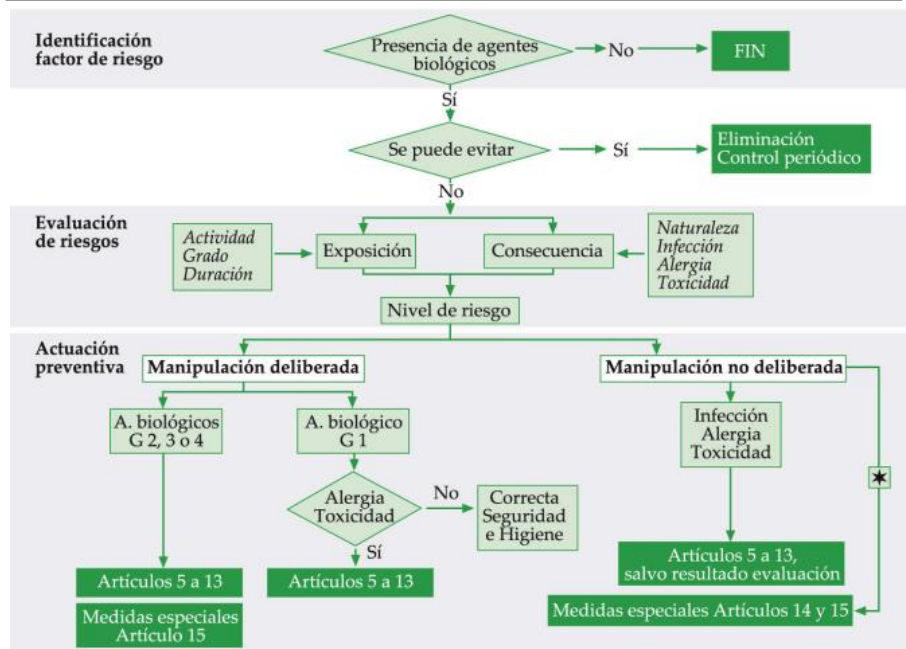 Identificación
factor de riesgo
Presencia de agentes
biológicos
No
FIN
Sí
Se puede evitar
Sí
Eliminación
Control periódico
No
Evaluación
de riesgos
Actividad
Grado
Duración
Exposición
Consecuencia
Naturaleza
Infección
Alergia
Toxicidad
Nivel de riesgo
Actuación
preventiva
Manipulación deliberada
Manipulación no deliberada
A. biológicos
G 2, 3 o 4
A. biológico
G 1
Infección
Alergia
Toxicidad
Alergia
Toxicidad
No
Correcta
Seguridad
e Higiene
Sí
Artículos 5 a 13
Artículos 5 a 13
Artículos 5 a 13,
salvo resultado evaluación
Medidas especiales
Artículo 15
Medidas especiales Artículos 14 y 15